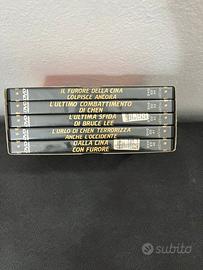 IL FURORE DELLA CINA
COLPISCE ANCORA
L'ULTIMO COMBATTIMENTO
DI CHEN
L'ULTIMA SFIDA
DI BRUCE LEE
L'URLO DI CHEN TERRORIZZA
ANCHE L'OCCIDENTE
DALLA CINA
CON FURORE
subito